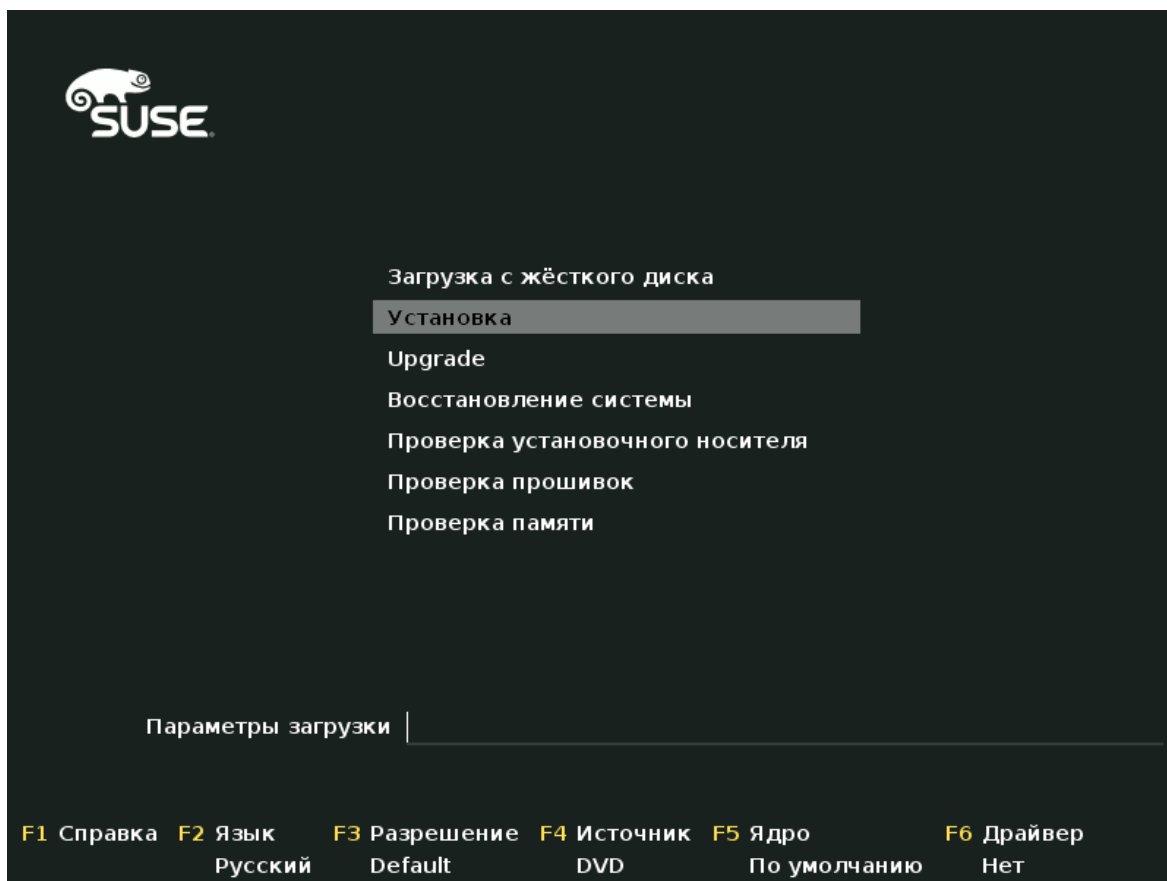 SUSE
Загрузка с жёсткого диска
Установка
Upgrade
Восстановление системы
Проверка установочного носителя
Проверка прошивок
Проверка памяти
Параметры загрузки
F1 Справка F2 Язык F3 Разрешение F4 Источник F5 Ядро F6 Драйвер
Русский Default DVD По умолчанию Нет